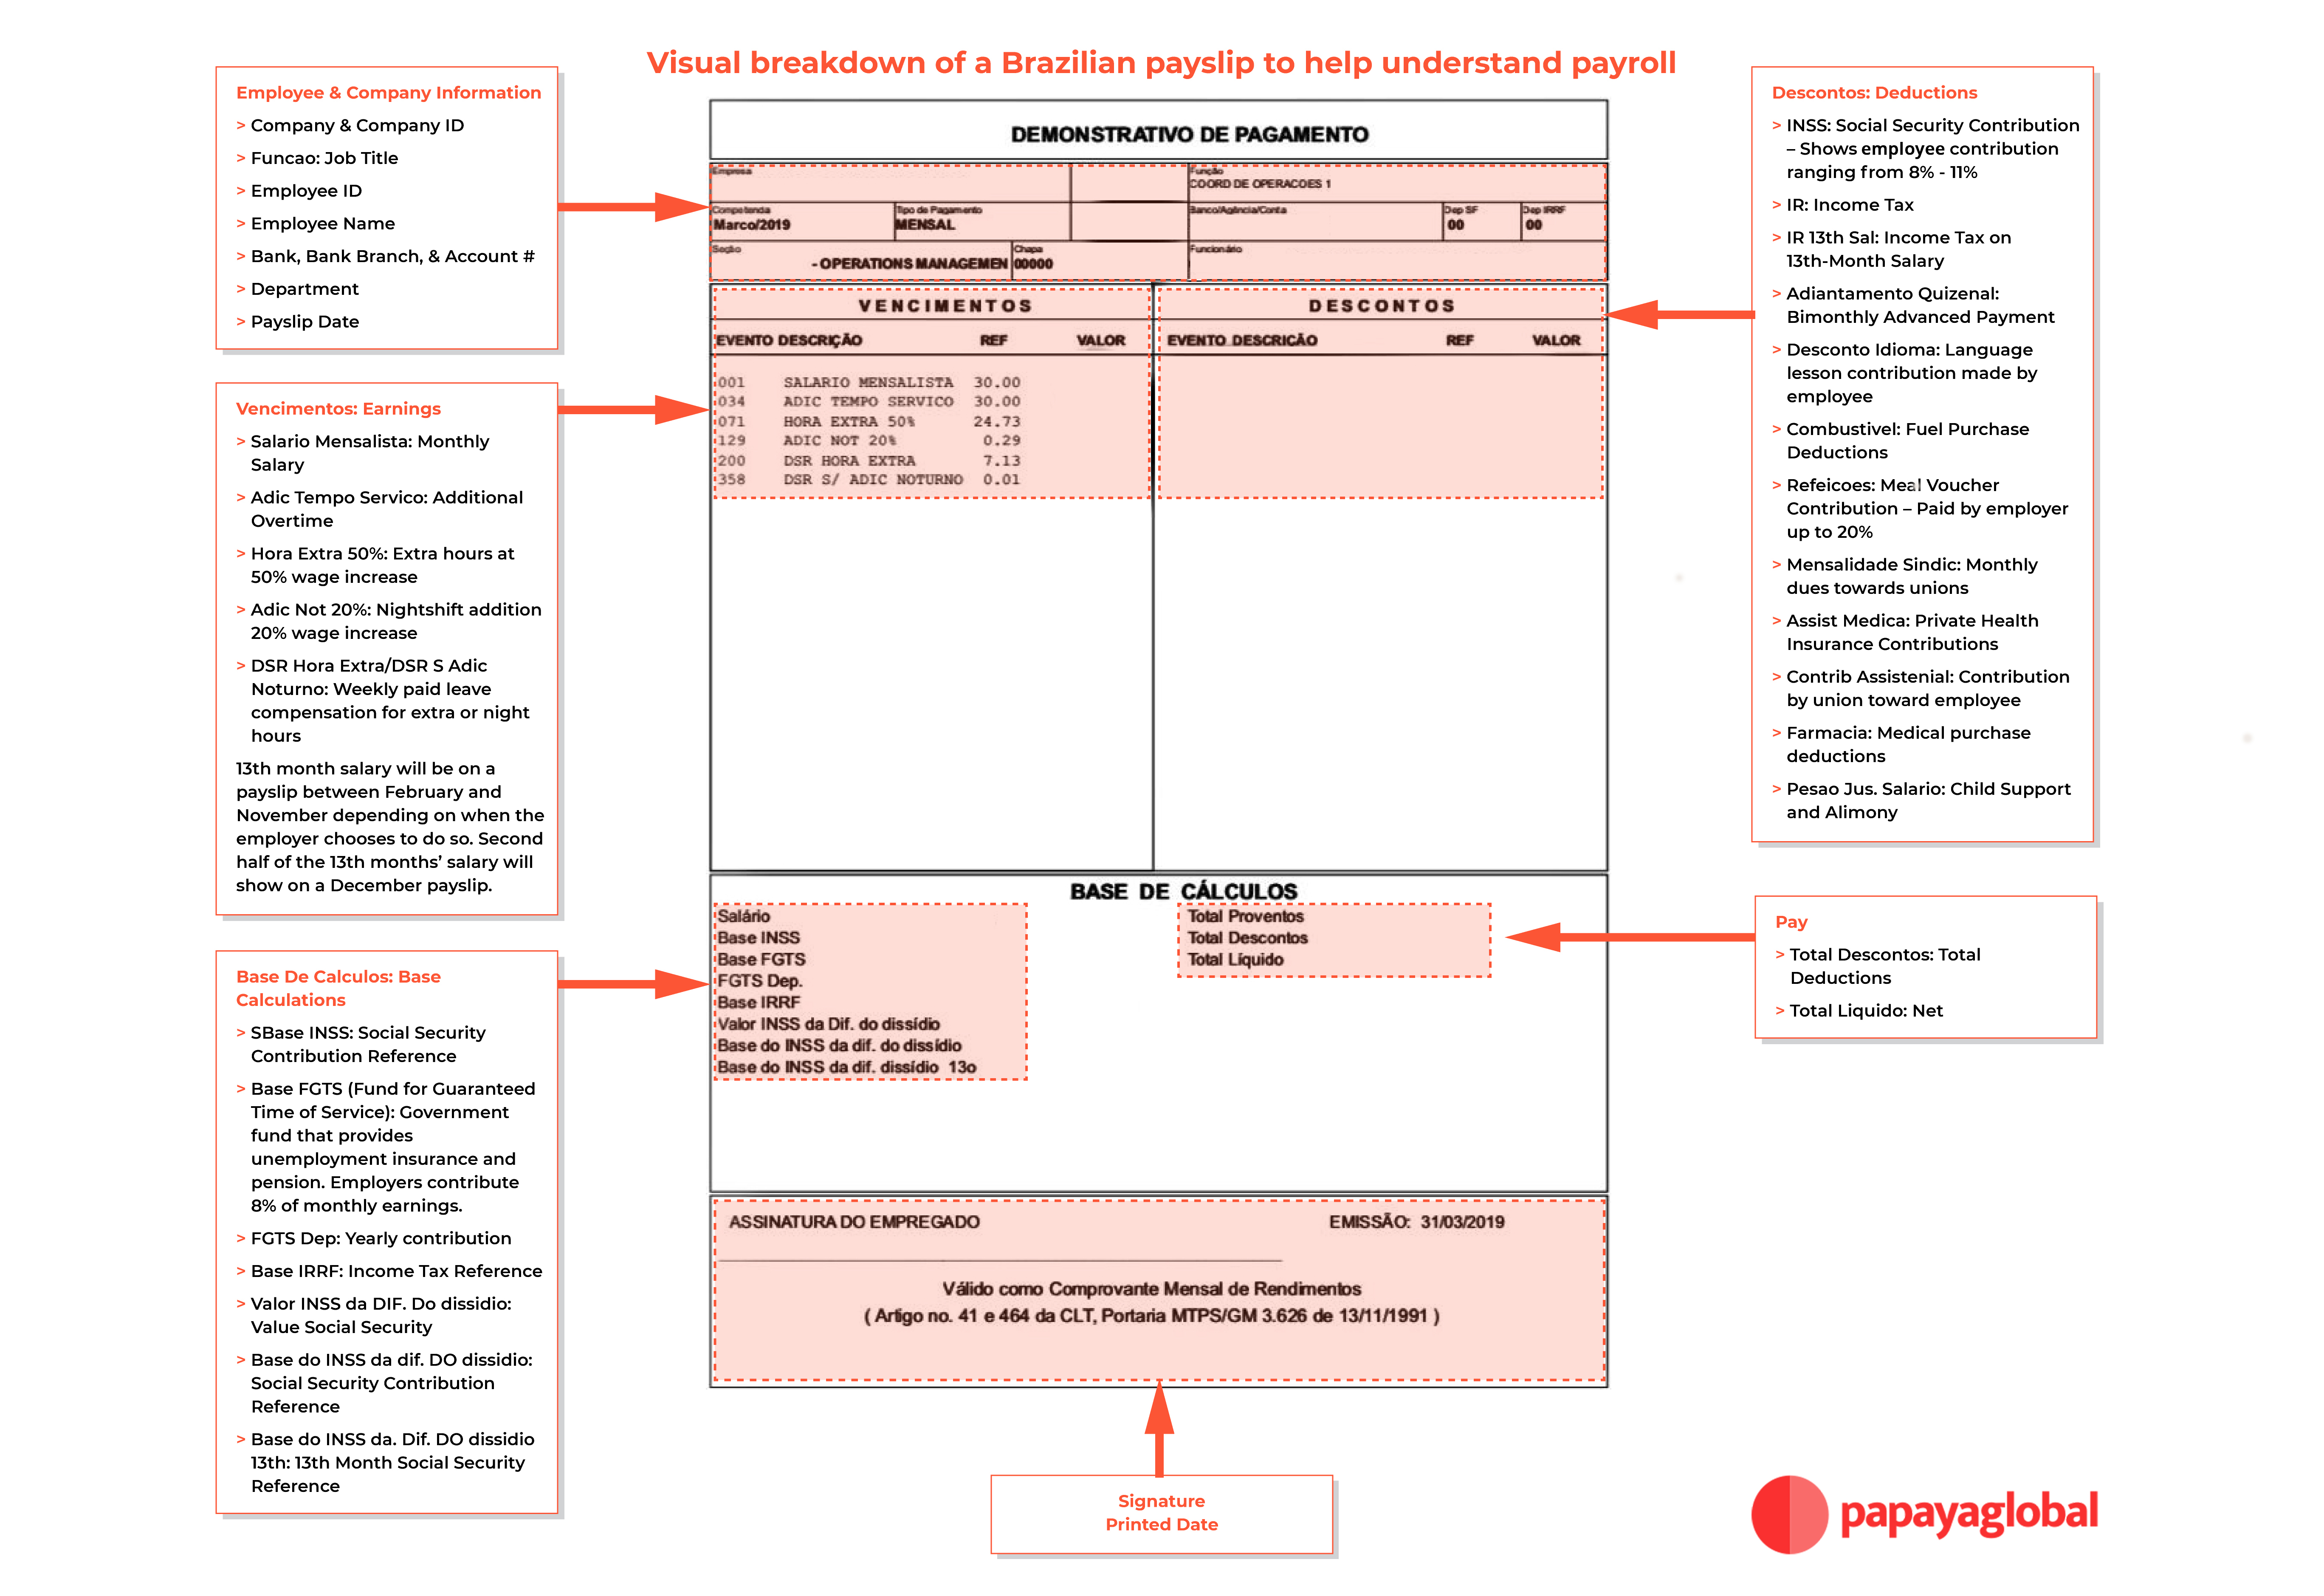 Visual breakdown of a Brazilian payslip to help understand payroll
Employee & Company Information
> Company & Company ID
> Funcao: Job Title
> Employee ID
> Employee Name
> Bank, Bank Branch, & Account #
> Department
> Payslip Date
Vencimentos: Earnings
> Salario Mensalista: Monthly
Salary
> Adic Tempo Servico: Additional
Overtime
> Hora Extra 50%: Extra hours at
50% wage increase
> Adic Not 20%: Nightshift addition
20% wage increase
> DSR Hora Extra/DSR S Adic
Noturno: Weekly paid leave
compensation for extra or night
hours
13th month salary will be on a
payslip between February and
November depending on when the
employer chooses to do so. Second
half of the 13th months’ salary will
show on a December payslip.
Base De Calculos: Base
Calculations
> SBase INSS: Social Security
Contribution Reference
> Base FGTS (Fund for Guaranteed
Time of Service): Government
fund that provides
unemployment insurance and
pension. Employers contribute
8% of monthly earnings.
> FGTS Dep: Yearly contribution
> Base IRRF: Income Tax Reference
> Valor INSS da DIF. Do dissidio:
Value Social Security
> Base do INSS da dif. DO dissidio:
Social Security Contribution
Reference
> Base do INSS da. Dif. DO dissidio
13th: 13th Month Social Security
Reference
DEMONSTRATIVO DE PAGAMENTO
Empresa Função
COORD DE OPERACOES 1
Competencia Tipo de Pagamento Banco/Agência/Conta Dep SF Dep IRRF
Marco/2019 MENSAL 00 00
Seção Chapa Funcionário
- OPERATIONS MANAGEMEN 00000
VENCIMENTOS DESCONTOS
EVENTO DESCRIÇÃO REF VALOR EVENTO DESCRICÃO REF VALOR
001 SALARIO MENSALISTA 30.00
034 ADIC TEMPO SERVICO 30.00
071 HORA EXTRA 50% 24.73
129 ADIC NOT 20% 0.29
200 DSR HORA EXTRA 7.13
358 DSR S/ ADIC NOTURNO 0.01
BASE DE CÁLCULOS
Salário Total Proventos
Base INSS Total Descontos
Base FGTS Total Líquido
FGTS Dep.
Base IRRF
Valor INSS da Dif. do dissídio
Base do INSS da dif. do dissídio
Base do INSS da dif. dissídio 13o
ASSINATURA DO EMPREGADO EMISSÃO: 31/03/2019
Válido como Comprovante Mensal de Rendimentos
( Artigo no. 41 e 464 da CLT, Portaria MTPS/GM 3.626 de 13/11/1991 )
Signature
Printed Date
Descontos: Deductions
> INSS: Social Security Contribution
– Shows employee contribution
ranging from 8% - 11%
> IR: Income Tax
> IR 13th Sal: Income Tax on
13th-Month Salary
> Adiantamento Quizenal:
Bimonthly Advanced Payment
> Desconto Idioma: Language
lesson contribution made by
employee
> Combustivel: Fuel Purchase
Deductions
> Refeicoes: Meal Voucher
Contribution – Paid by employer
up to 20%
> Mensalidade Sindic: Monthly
dues towards unions
> Assist Medica: Private Health
Insurance Contributions
> Contrib Assistenial: Contribution
by union toward employee
> Farmacia: Medical purchase
deductions
> Pesao Jus. Salario: Child Support
and Alimony
Pay
> Total Descontos: Total
Deductions
> Total Liquido: Net
papayaglobal